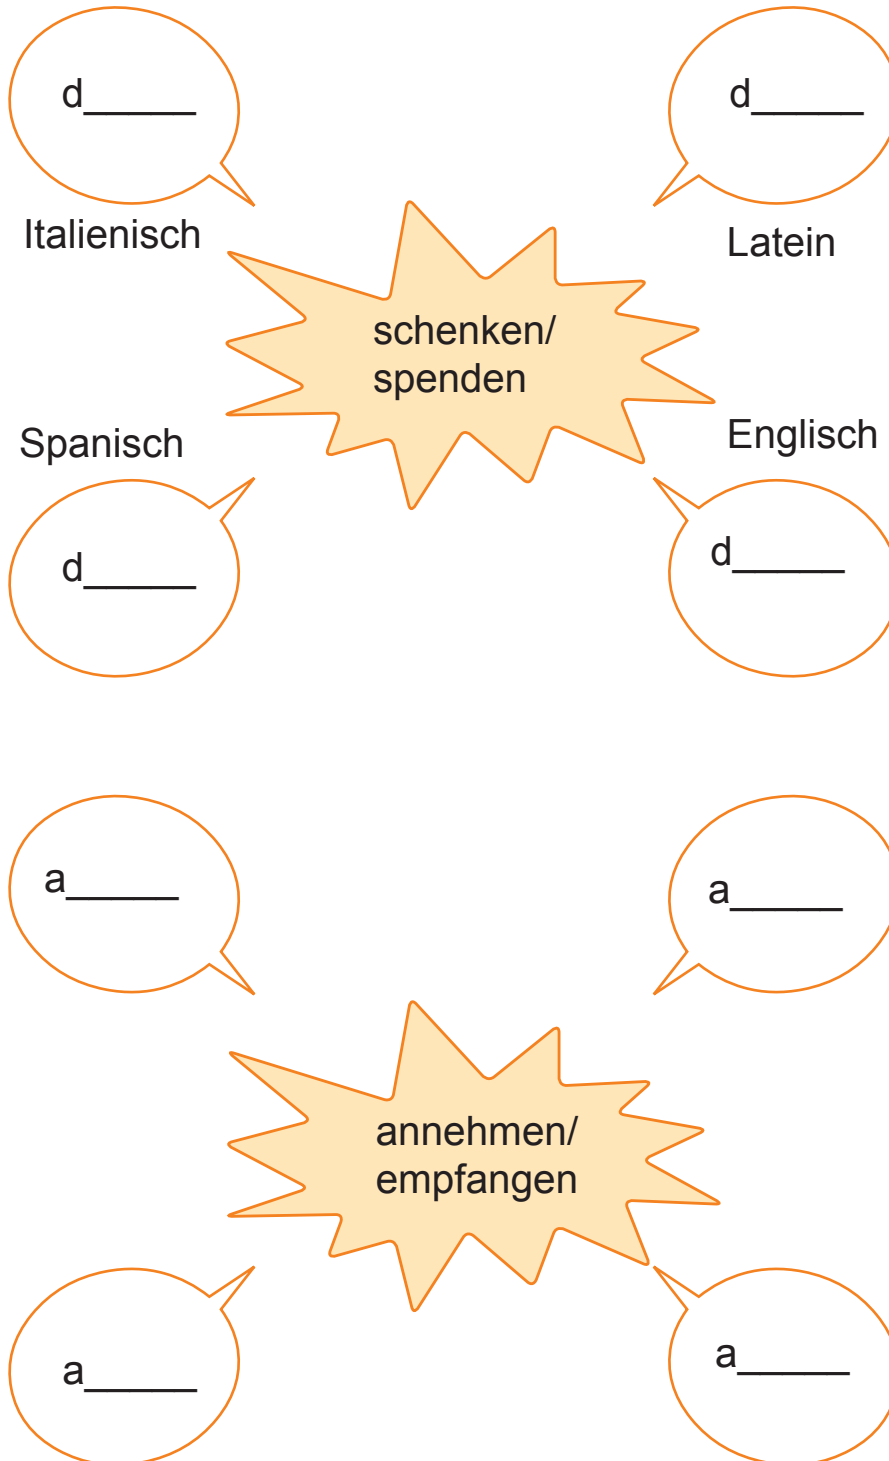 d_____
d_____
Italienisch
Latein
schenken/
spenden
Spanisch
Englisch
d_____
d_____
a_____
a_____
annehmen/
empfangen
a_____
a_____